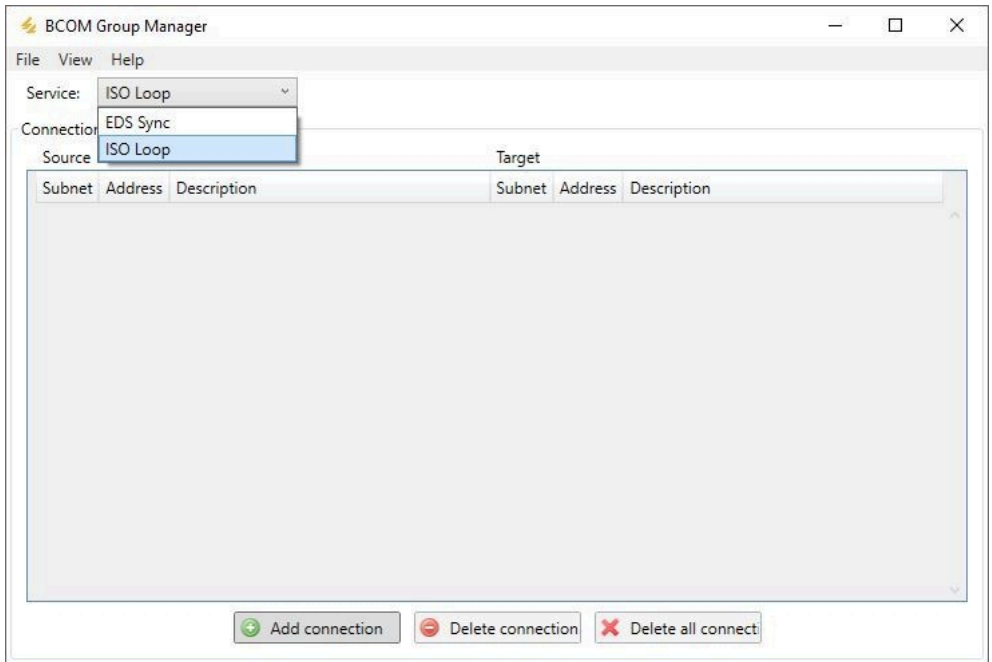 BCOM Group Manager
File View Help
Service: ISO Loop
EDS Sync
ISO Loop
Connection
Source Target
Subnet Address Description Subnet Address Description
Add connection Delete connection Delete all connecti